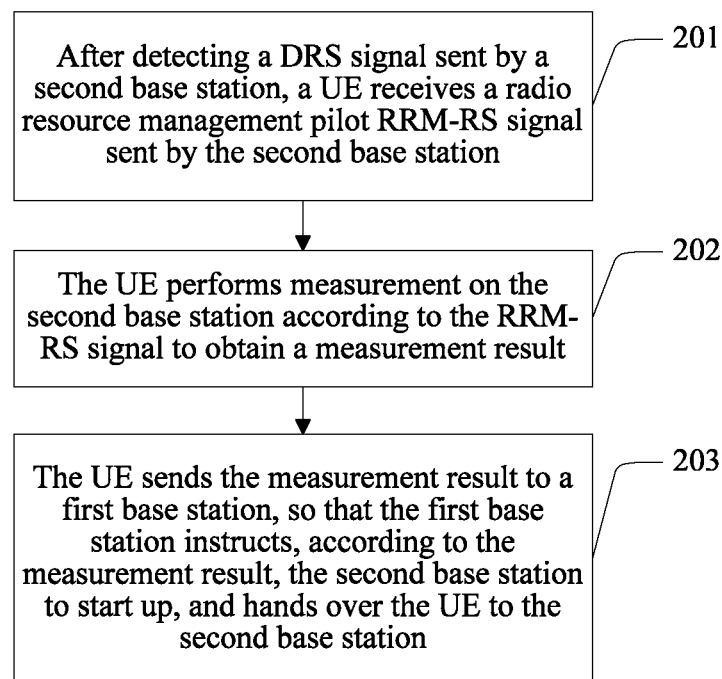 After detecting a DRS signal sent by a
second base station, a UE receives a radio
resource management pilot RRM-RS signal
sent by the second base station
201
The UE performs measurement on the
second base station according to the RRM-
RS signal to obtain a measurement result
202
The UE sends the measurement result to a
first base station, so that the first base
station instructs, according to the
measurement result, the second base station
to start up, and hands over the UE to the
second base station
203